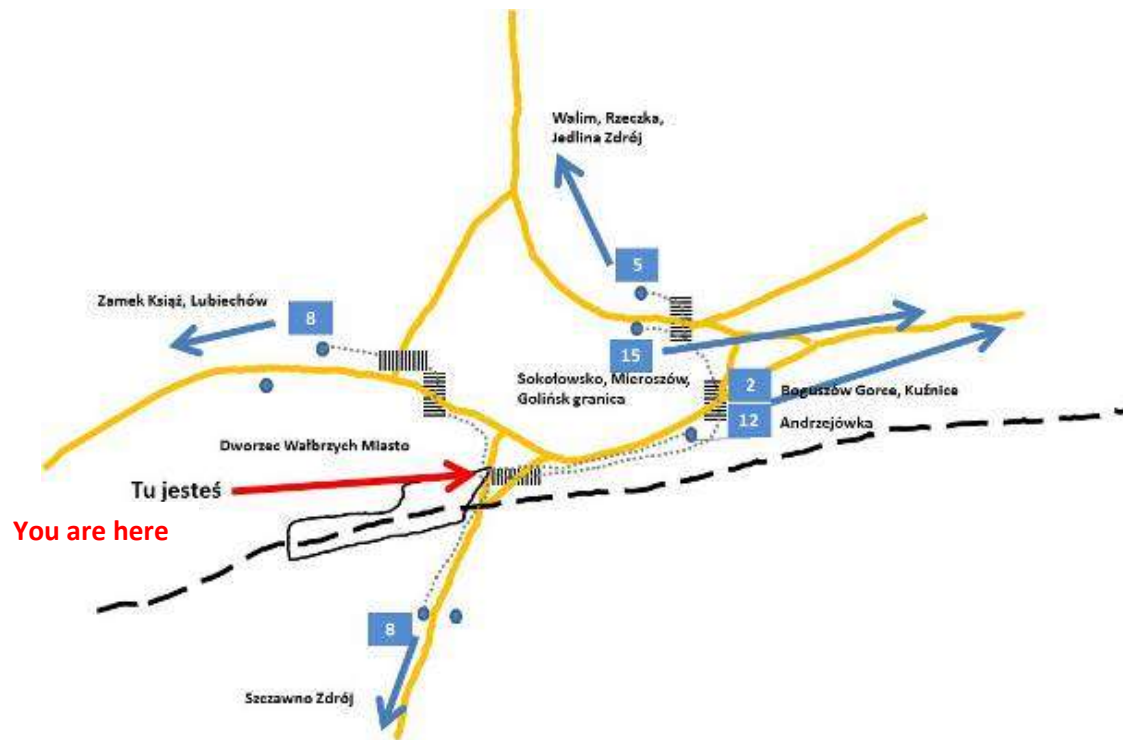 Walim, Rzeczka,
Jedlina Zdrój
5
Zamek Książ, Lubiechów
8
15
Sokołowsko, Mieroszów,
Golińsk granica
2
Boguszów Gorce, Kuźnice
12
Andrzejówka
Dworzec Wałbrzych Miasto
Tu jesteś
You are here
8
Szczawno Zdrój